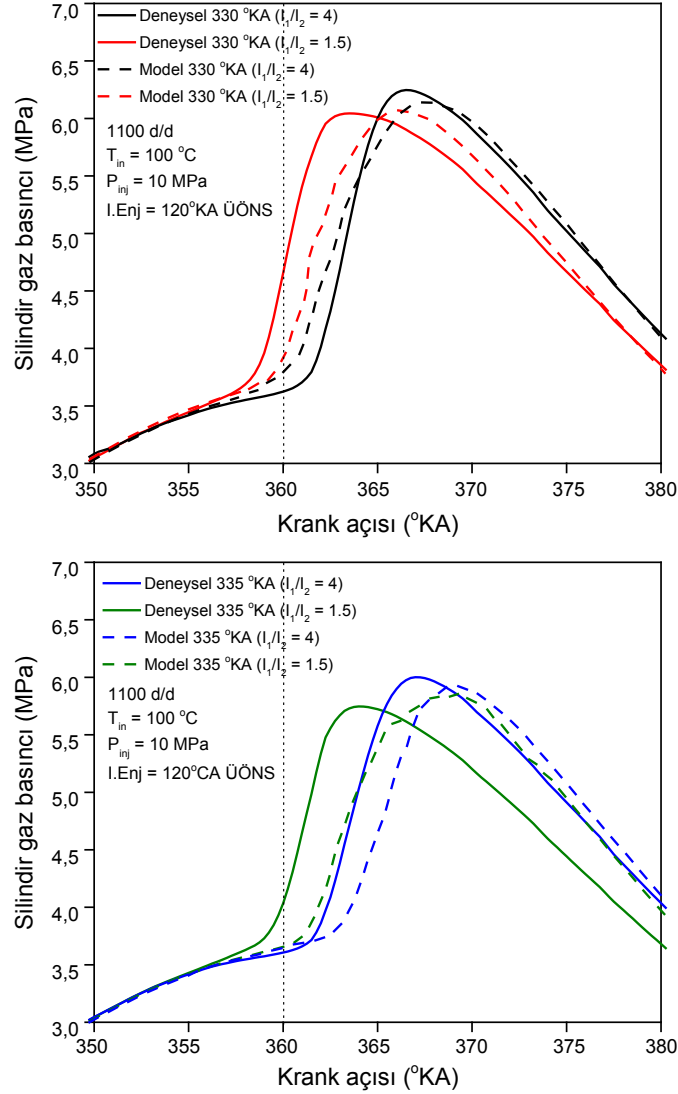 7,0
6,5
6,0
5,5
5,0
4,5
4,0
3,5
3,0
Silindir gaz basıncı (MPa)
Deneysel 330 °KA (I₁/I₂ = 4)
Deneysel 330 °KA (I₁/I₂ = 1.5)
Model 330 °KA (I₁/I₂ = 4)
Model 330 °KA (I₁/I₂ = 1.5)
1100 d/d
T_in = 100 °C
P_inj = 10 MPa
I.Enj = 120°KA ÜÖNS
350 355 360 365 370 375 380
Krank açısı (°KA)
7,0
6,5
6,0
5,5
5,0
4,5
4,0
3,5
3,0
Silindir gaz basıncı (MPa)
Deneysel 335 °KA (I₁/I₂ = 4)
Deneysel 335 °KA (I₁/I₂ = 1.5)
Model 335 °KA (I₁/I₂ = 4)
Model 335 °KA (I₁/I₂ = 1.5)
1100 d/d
T_in = 100 °C
P_inj = 10 MPa
I.Enj = 120°CA ÜÖNS
350 355 360 365 370 375 380
Krank açısı (°KA)